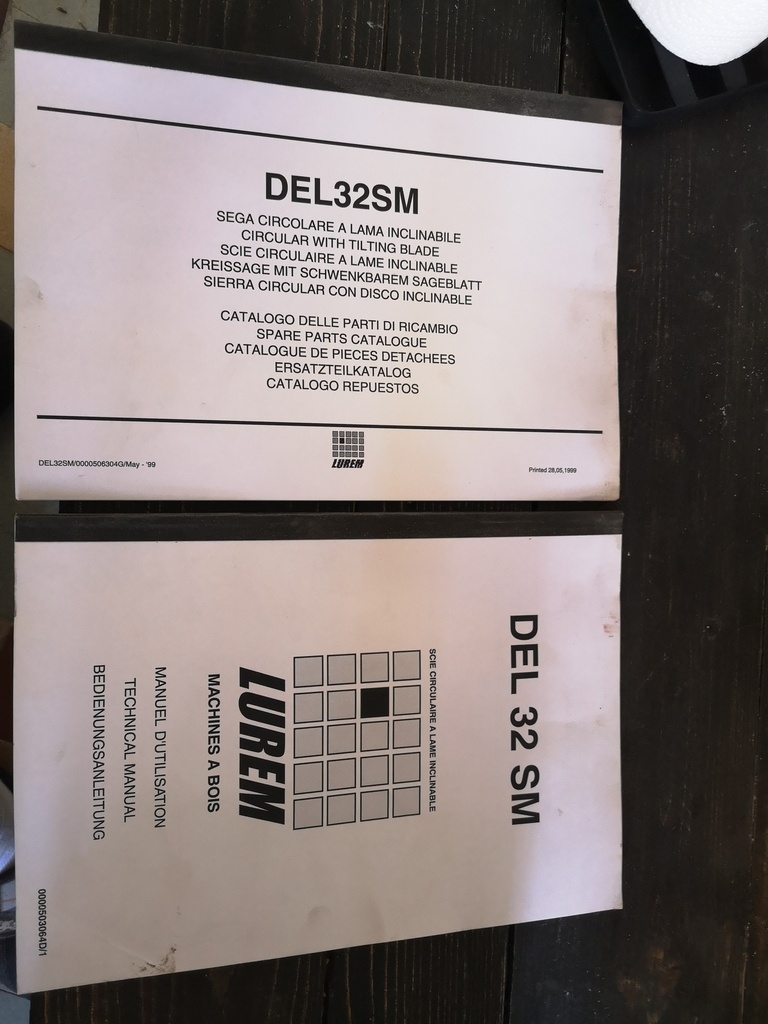 DEL32SM
SEGA CIRCOLARE A LAMA INCLINABILE
CIRCULAR WITH TILTING BLADE
SCIE CIRCULAIRE A LAME INCLINABLE
KREISSAGE MIT SCHWENKBAREM SAGEBLATT
SIERRA CIRCULAR CON DISCO INCLINABLE
CATALOGO DELLE PARTI DI RICAMBIO
SPARE PARTS CATALOGUE
CATALOGUE DE PIECES DETACHEES
ERSATZTEILKATALOG
CATALOGO REPUESTOS
LUREM
DEL32SM/0000506304G/May - '99
Printed 28,05,1999
DEL 32 SM
SCIE CIRCULAIRE A LAME INCLINABLE
LUREM
MACHINES A BOIS
MANUEL D'UTILISATION
TECHNICAL MANUAL
BEDIENUNGSANLEITUNG
0000503064D/1